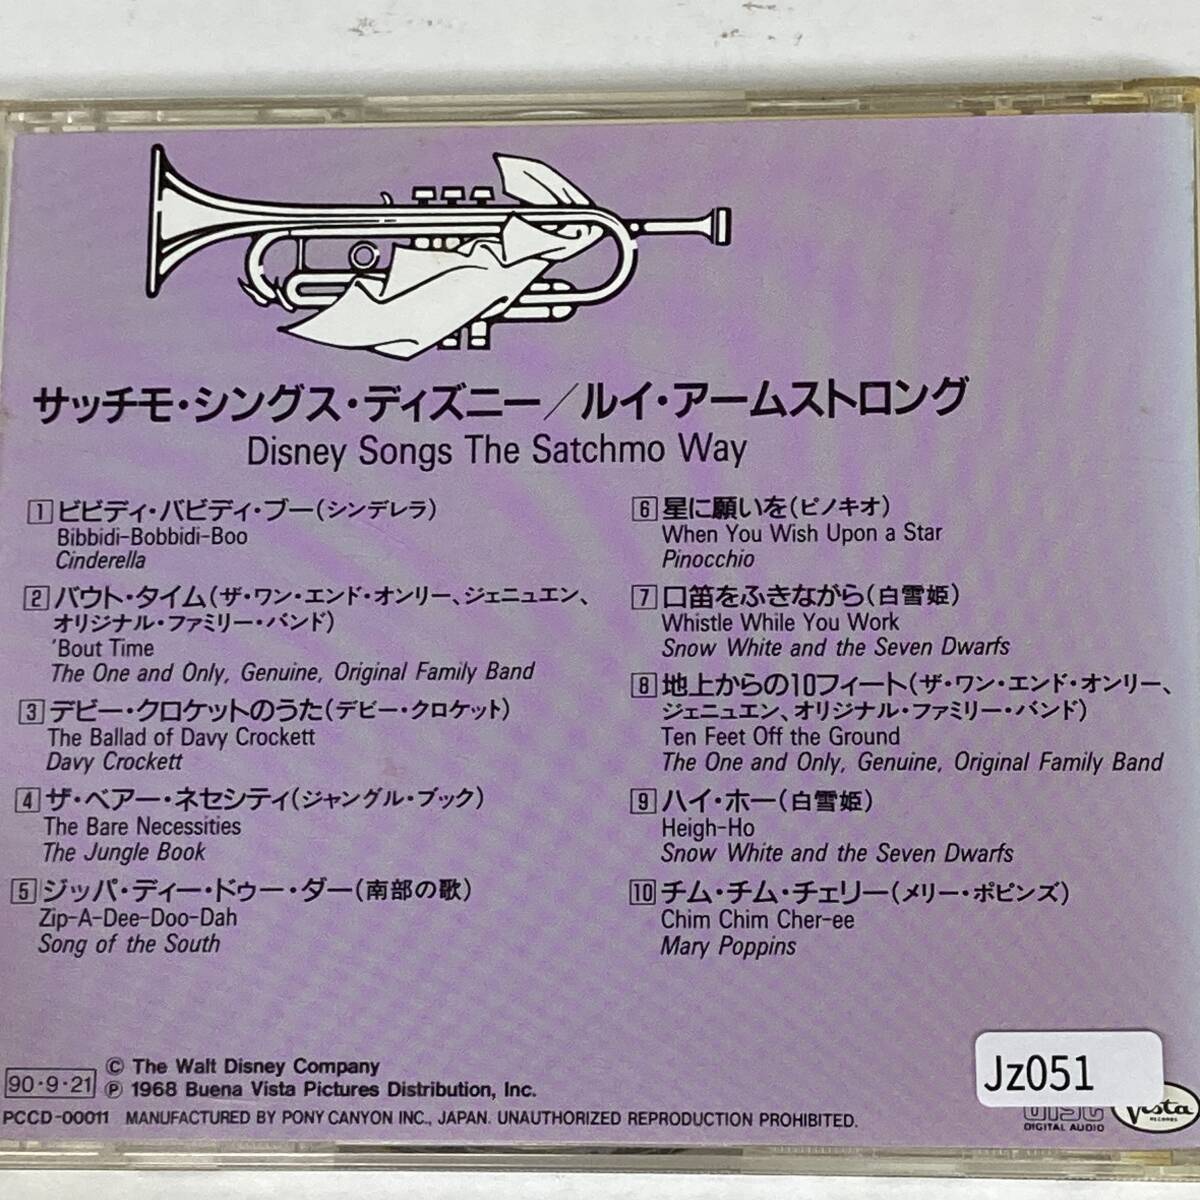 サッチモ・シングス・ディズニー/ルイ・アームストロング
Disney Songs The Satchmo Way
1 ビビディ・バビディ・ブー(シンデレラ)
Bibbidi-Bobbidi-Boo
Cinderella
2 バウト・タイム(ザ・ワン・エンド・オンリー、ジェニュエン、
オリジナル・ファミリー・バンド)
'Bout Time
The One and Only, Genuine, Original Family Band
3 デビー・クロケットのうた(デビー・クロケット)
The Ballad of Davy Crockett
Davy Crockett
4 ザ・ベアー・ネセシティ(ジャングル・ブック)
The Bare Necessities
The Jungle Book
5 ジッパ・ディー・ドゥー・ダー(南部の歌)
Zip-A-Dee-Doo-Dah
Song of the South
6 星に願いを(ピノキオ)
When You Wish Upon a Star
Pinocchio
7 口笛をふきながら(白雪姫)
Whistle While You Work
Snow White and the Seven Dwarfs
8 地上からの10フィート(ザ・ワン・エンド・オンリー、
ジェニュエン、オリジナル・ファミリー・バンド)
Ten Feet Off the Ground
The One and Only, Genuine, Original Family Band
9 ハイ・ホー(白雪姫)
Heigh-Ho
Snow White and the Seven Dwarfs
10 チム・チム・チェリー(メリー・ポピンズ)
Chim Chim Cher-ee
Mary Poppins
© The Walt Disney Company
90・9・21 ℗ 1968 Buena Vista Pictures Distribution, Inc.
PCCD-00011 MANUFACTURED BY PONY CANYON INC., JAPAN. UNAUTHORIZED REPRODUCTION PROHIBITED.
Jz051
disc
DIGITAL AUDIO
Vista
RECORDS